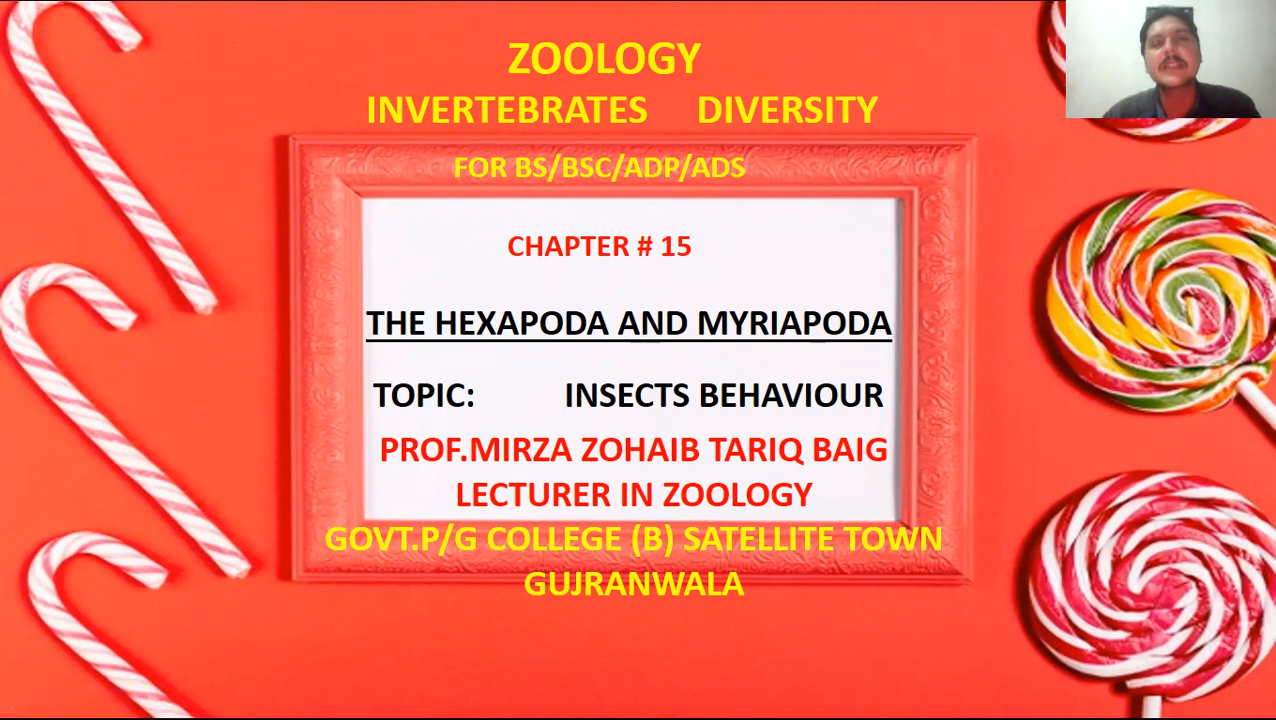 ZOOLOGY
INVERTEBRATES DIVERSITY
FOR BS/BSC/ADP/ADS
CHAPTER # 15
THE HEXAPODA AND MYRIAPODA
TOPIC: INSECTS BEHAVIOUR
PROF.MIRZA ZOHAIB TARIQ BAIG
LECTURER IN ZOOLOGY
GOVT.P/G COLLEGE (B) SATELLITE TOWN
GUJRANWALA